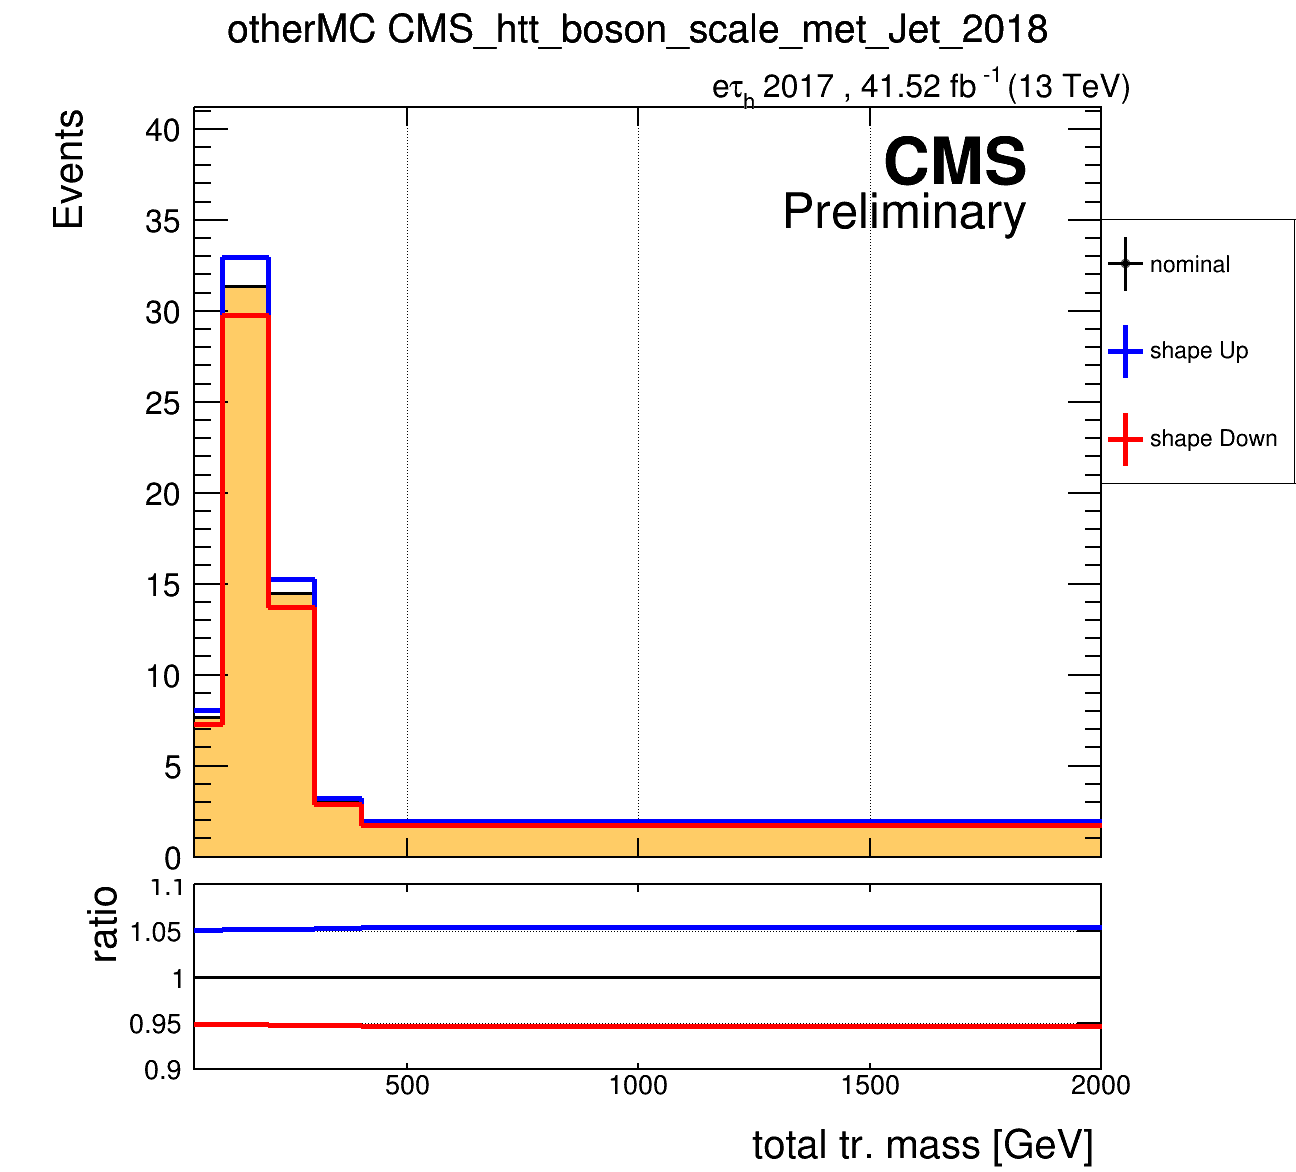 otherMC CMS_htt_boson_scale_met_Jet_2018
eτh 2017 , 41.52 fb-1 (13 TeV)
Events
40
35
30
25
20
15
10
5
0
CMS
Preliminary
nominal
shape Up
shape Down
ratio
1.1
1.05
1
0.95
0.9
500 1000 1500 2000
total tr. mass [GeV]